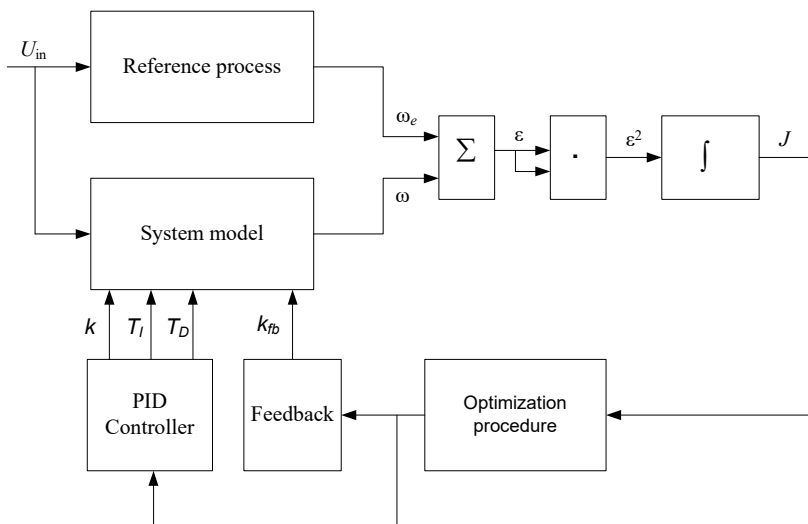 U_in
Reference process
ω_e
Σ
ε
·
ε²
∫
J
System model
ω
k
T_I
T_D
k_fb
PID
Controller
Feedback
Optimization
procedure